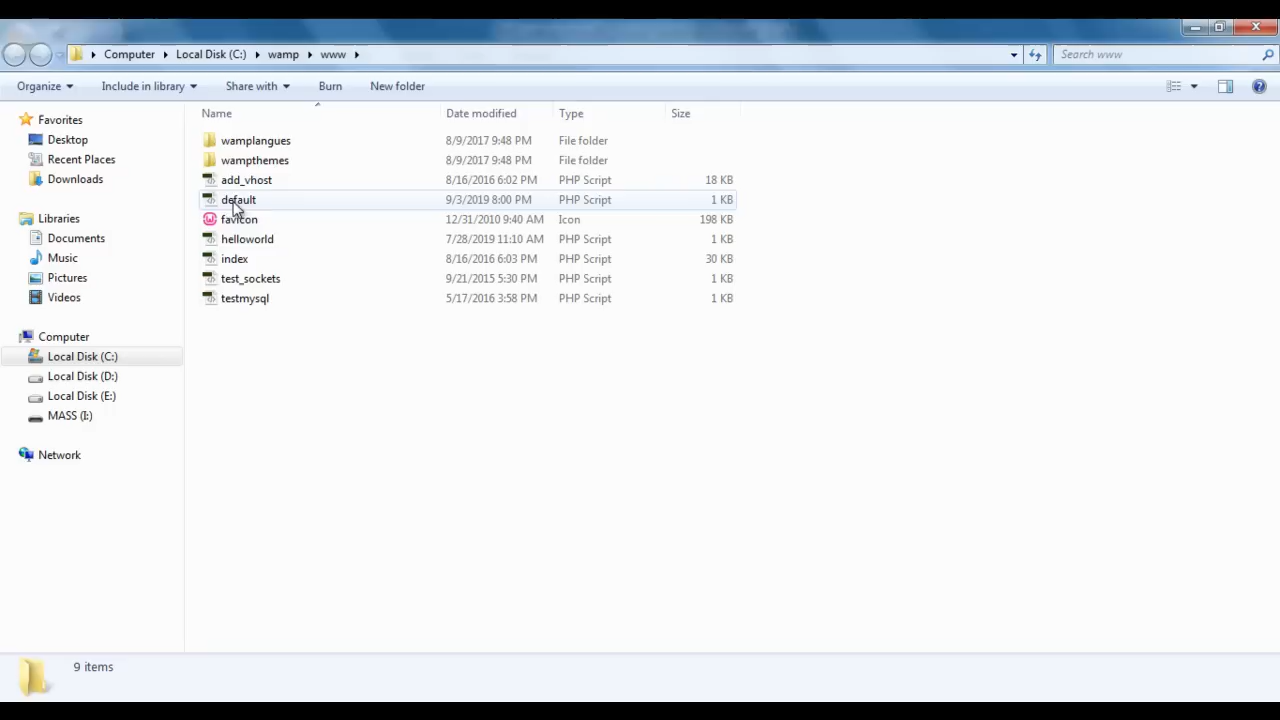 Computer Local Disk (C:) wamp www Search www
Organize Include in library Share with Burn New folder
Name Date modified Type Size
Favorites
Desktop
Recent Places
Downloads
Libraries
Documents
Music
Pictures
Videos
Computer
Local Disk (C:)
Local Disk (D:)
Local Disk (E:)
MASS (I:)
Network
wamplangues 8/9/2017 9:48 PM File folder
wampthemes 8/9/2017 9:48 PM File folder
add_vhost 8/16/2016 6:02 PM PHP Script 18 KB
default 9/3/2019 8:00 PM PHP Script 1 KB
favicon 12/31/2010 9:40 AM Icon 198 KB
helloworld 7/28/2019 11:10 AM PHP Script 1 KB
index 8/16/2016 6:03 PM PHP Script 30 KB
test_sockets 9/21/2015 5:30 PM PHP Script 1 KB
testmysql 5/17/2016 3:58 PM PHP Script 1 KB
9 items